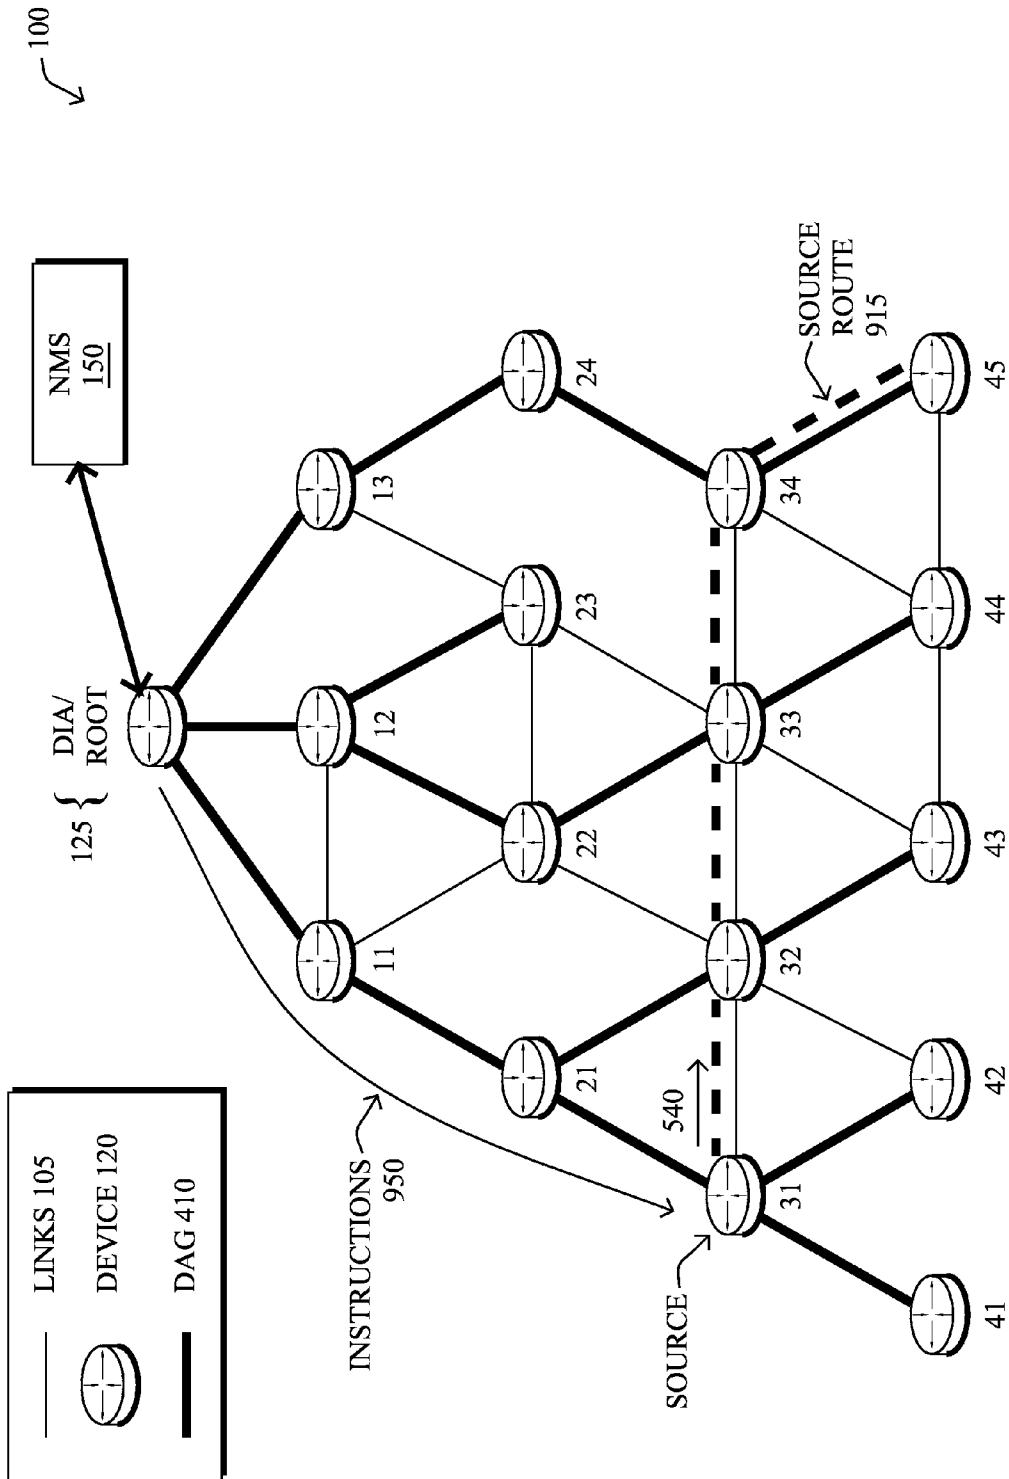 100
NMS
150
125 {
DIA/
ROOT
LINKS 105
DEVICE 120
DAG 410
INSTRUCTIONS
950
11
12
13
21
22
23
24
SOURCE
540
31
32
33
34
SOURCE
ROUTE
915
41
42
43
44
45